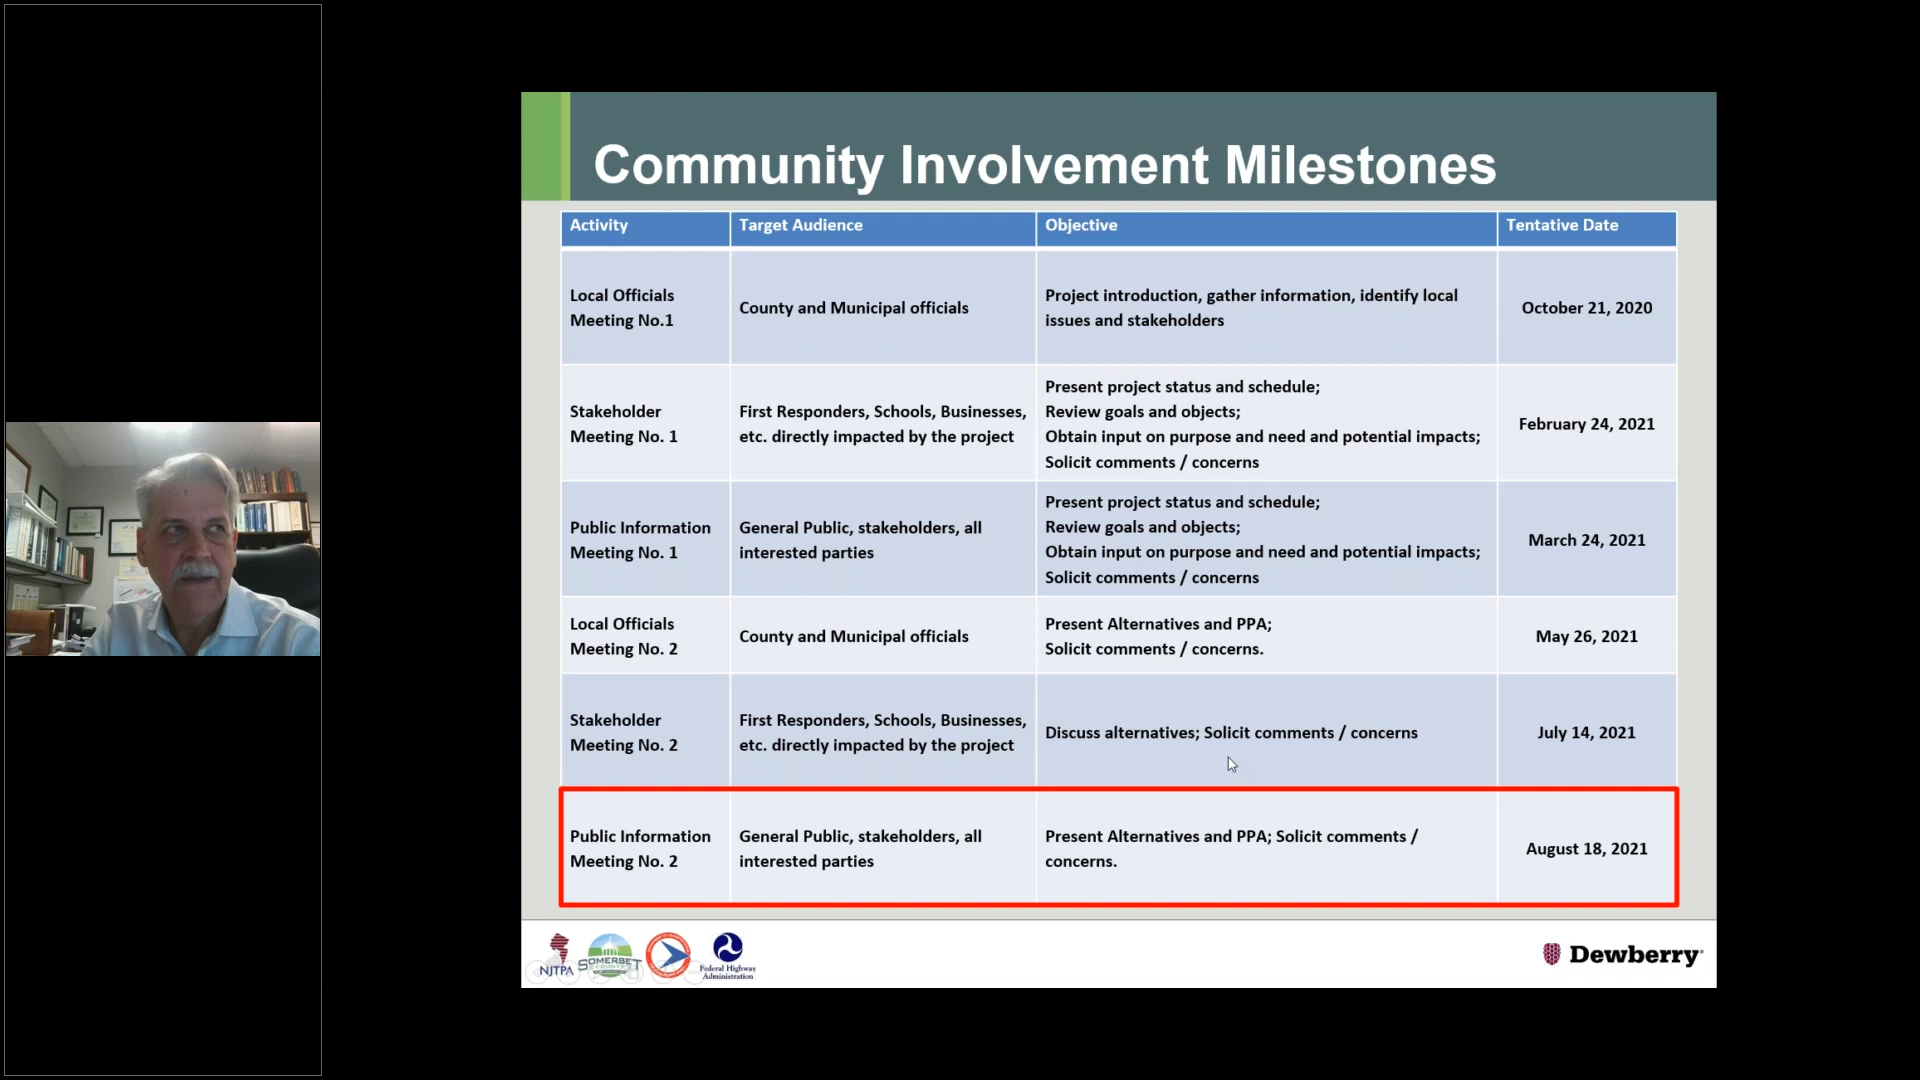 Community Involvement Milestones
Activity
Target Audience
Objective
Tentative Date
Local Officials
Meeting No.1
County and Municipal officials
Project introduction, gather information, identify local
issues and stakeholders
October 21, 2020
Stakeholder
Meeting No. 1
First Responders, Schools, Businesses,
etc. directly impacted by the project
Present project status and schedule;
Review goals and objects;
Obtain input on purpose and need and potential impacts;
Solicit comments / concerns
February 24, 2021
Public Information
Meeting No. 1
General Public, stakeholders, all
interested parties
Present project status and schedule;
Review goals and objects;
Obtain input on purpose and need and potential impacts;
Solicit comments / concerns
March 24, 2021
Local Officials
Meeting No. 2
County and Municipal officials
Present Alternatives and PPA;
Solicit comments / concerns.
May 26, 2021
Stakeholder
Meeting No. 2
First Responders, Schools, Businesses,
etc. directly impacted by the project
Discuss alternatives; Solicit comments / concerns
July 14, 2021
Public Information
Meeting No. 2
General Public, stakeholders, all
interested parties
Present Alternatives and PPA; Solicit comments /
concerns.
August 18, 2021
NJTPA
SOMERSET
COUNTY
Federal Highway
Administration
Dewberry